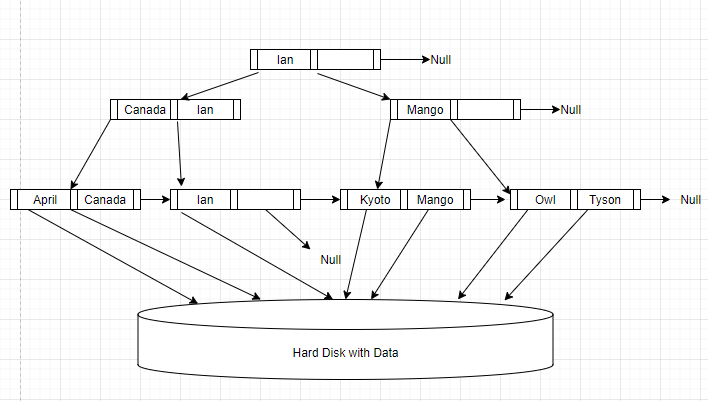 Ian
Null
Canada Ian
Mango
Null
April Canada
Ian
Kyoto Mango
Owl Tyson
Null
Null
Hard Disk with Data